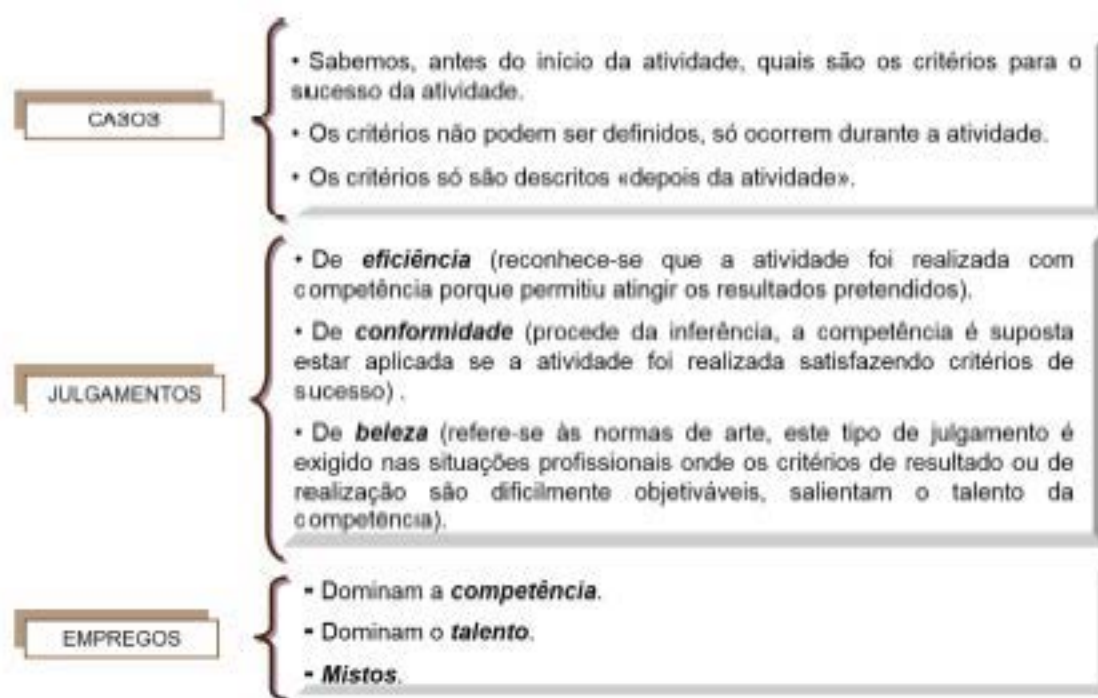 CASOS
• Sabemos, antes do início da atividade, quais são os critérios para o
sucesso da atividade.
• Os critérios não podem ser definidos, só ocorrem durante a atividade.
• Os critérios só são descritos «depois da atividade».
JULGAMENTOS
• De eficiência (reconhece-se que a atividade foi realizada com
competência porque permitiu atingir os resultados pretendidos).
• De conformidade (procede da inferência, a competência é suposta
estar aplicada se a atividade foi realizada satisfazendo critérios de
sucesso) .
• De beleza (refere-se às normas de arte, este tipo de julgamento é
exigido nas situações profissionais onde os critérios de resultado ou de
realização são dificilmente objetiváveis, salientam o talento da
competência).
EMPREGOS
- Dominam a competência.
- Dominam o talento.
- Mistos.